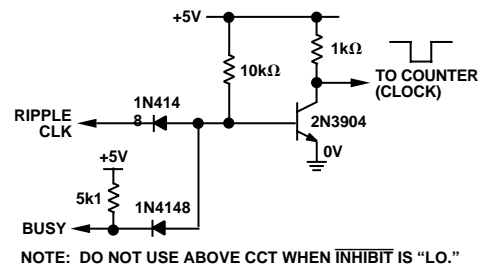 +5V
1kΩ
10kΩ
TO COUNTER
(CLOCK)
1N414
8
RIPPLE
CLK
2N3904
0V
+5V
5k1
1N4148
BUSY
NOTE: DO NOT USE ABOVE CCT WHEN INHIBIT IS “LO.”